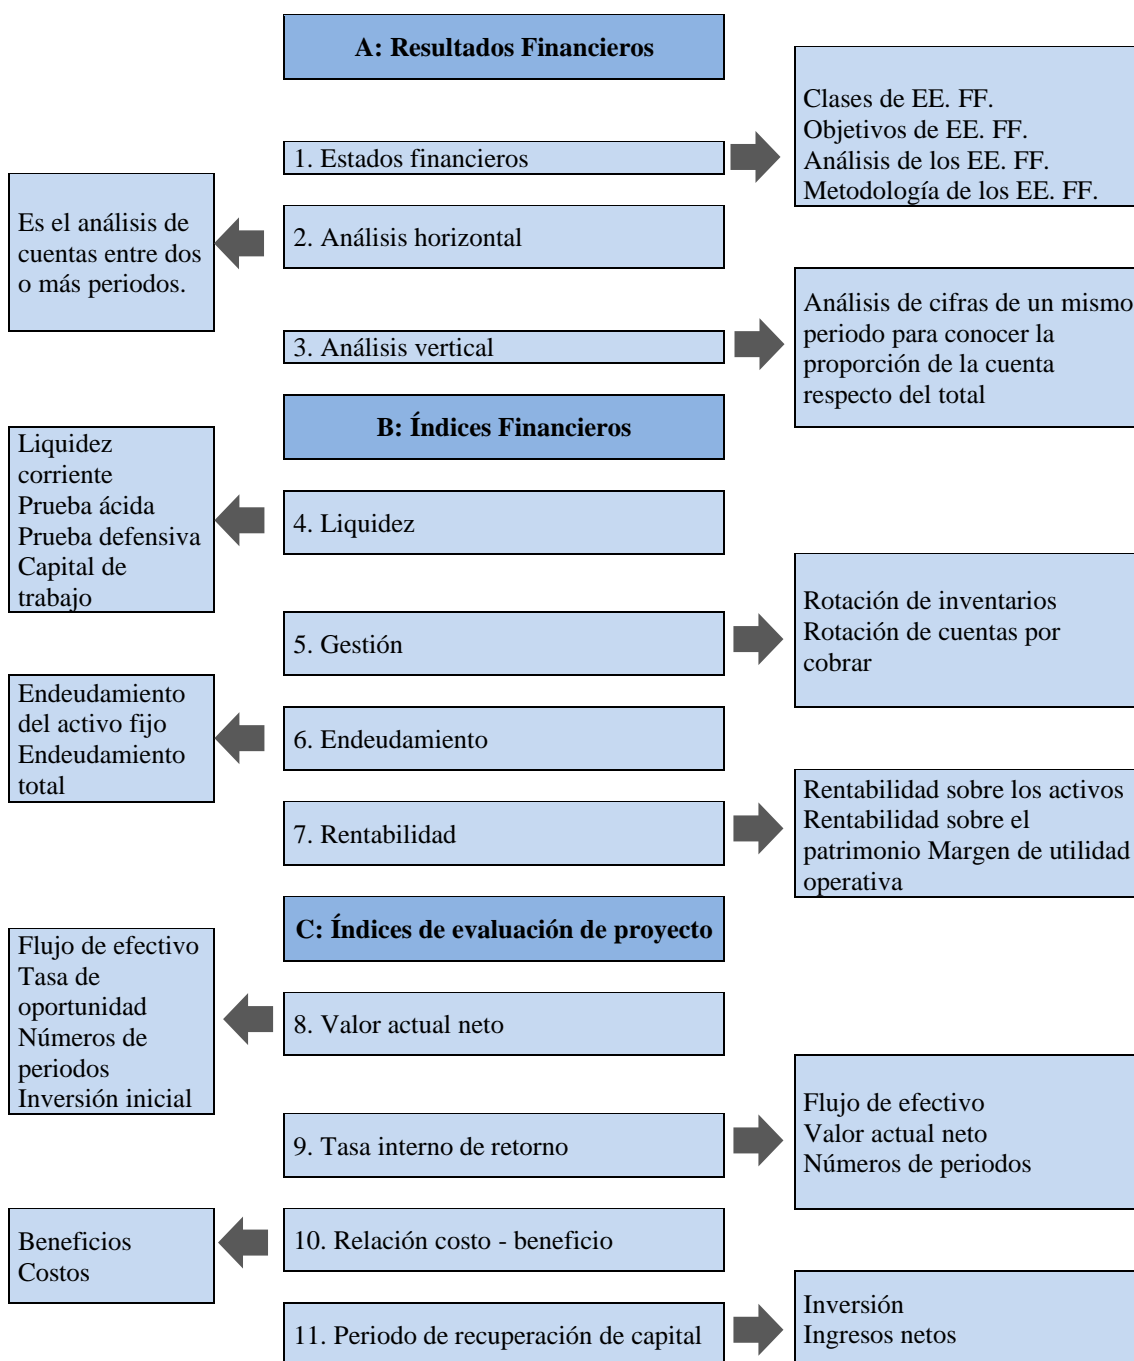 A: Resultados Financieros
Clases de EE. FF.
Objetivos de EE. FF.
Análisis de los EE. FF.
Metodología de los EE. FF.
1. Estados financieros
Es el análisis de
cuentas entre dos
o más periodos.
2. Análisis horizontal
Análisis de cifras de un mismo
periodo para conocer la
proporción de la cuenta
respecto del total
3. Análisis vertical
B: Índices Financieros
Liquidez
corriente
Prueba ácida
Prueba defensiva
Capital de
trabajo
4. Liquidez
Rotación de inventarios
Rotación de cuentas por
cobrar
5. Gestión
Endeudamiento
del activo fijo
Endeudamiento
total
6. Endeudamiento
Rentabilidad sobre los activos
Rentabilidad sobre el
patrimonio Margen de utilidad
operativa
7. Rentabilidad
C: Índices de evaluación de proyecto
Flujo de efectivo
Tasa de
oportunidad
Números de
periodos
Inversión inicial
8. Valor actual neto
Flujo de efectivo
Valor actual neto
Números de periodos
9. Tasa interno de retorno
Beneficios
Costos
10. Relación costo - beneficio
Inversión
Ingresos netos
11. Periodo de recuperación de capital